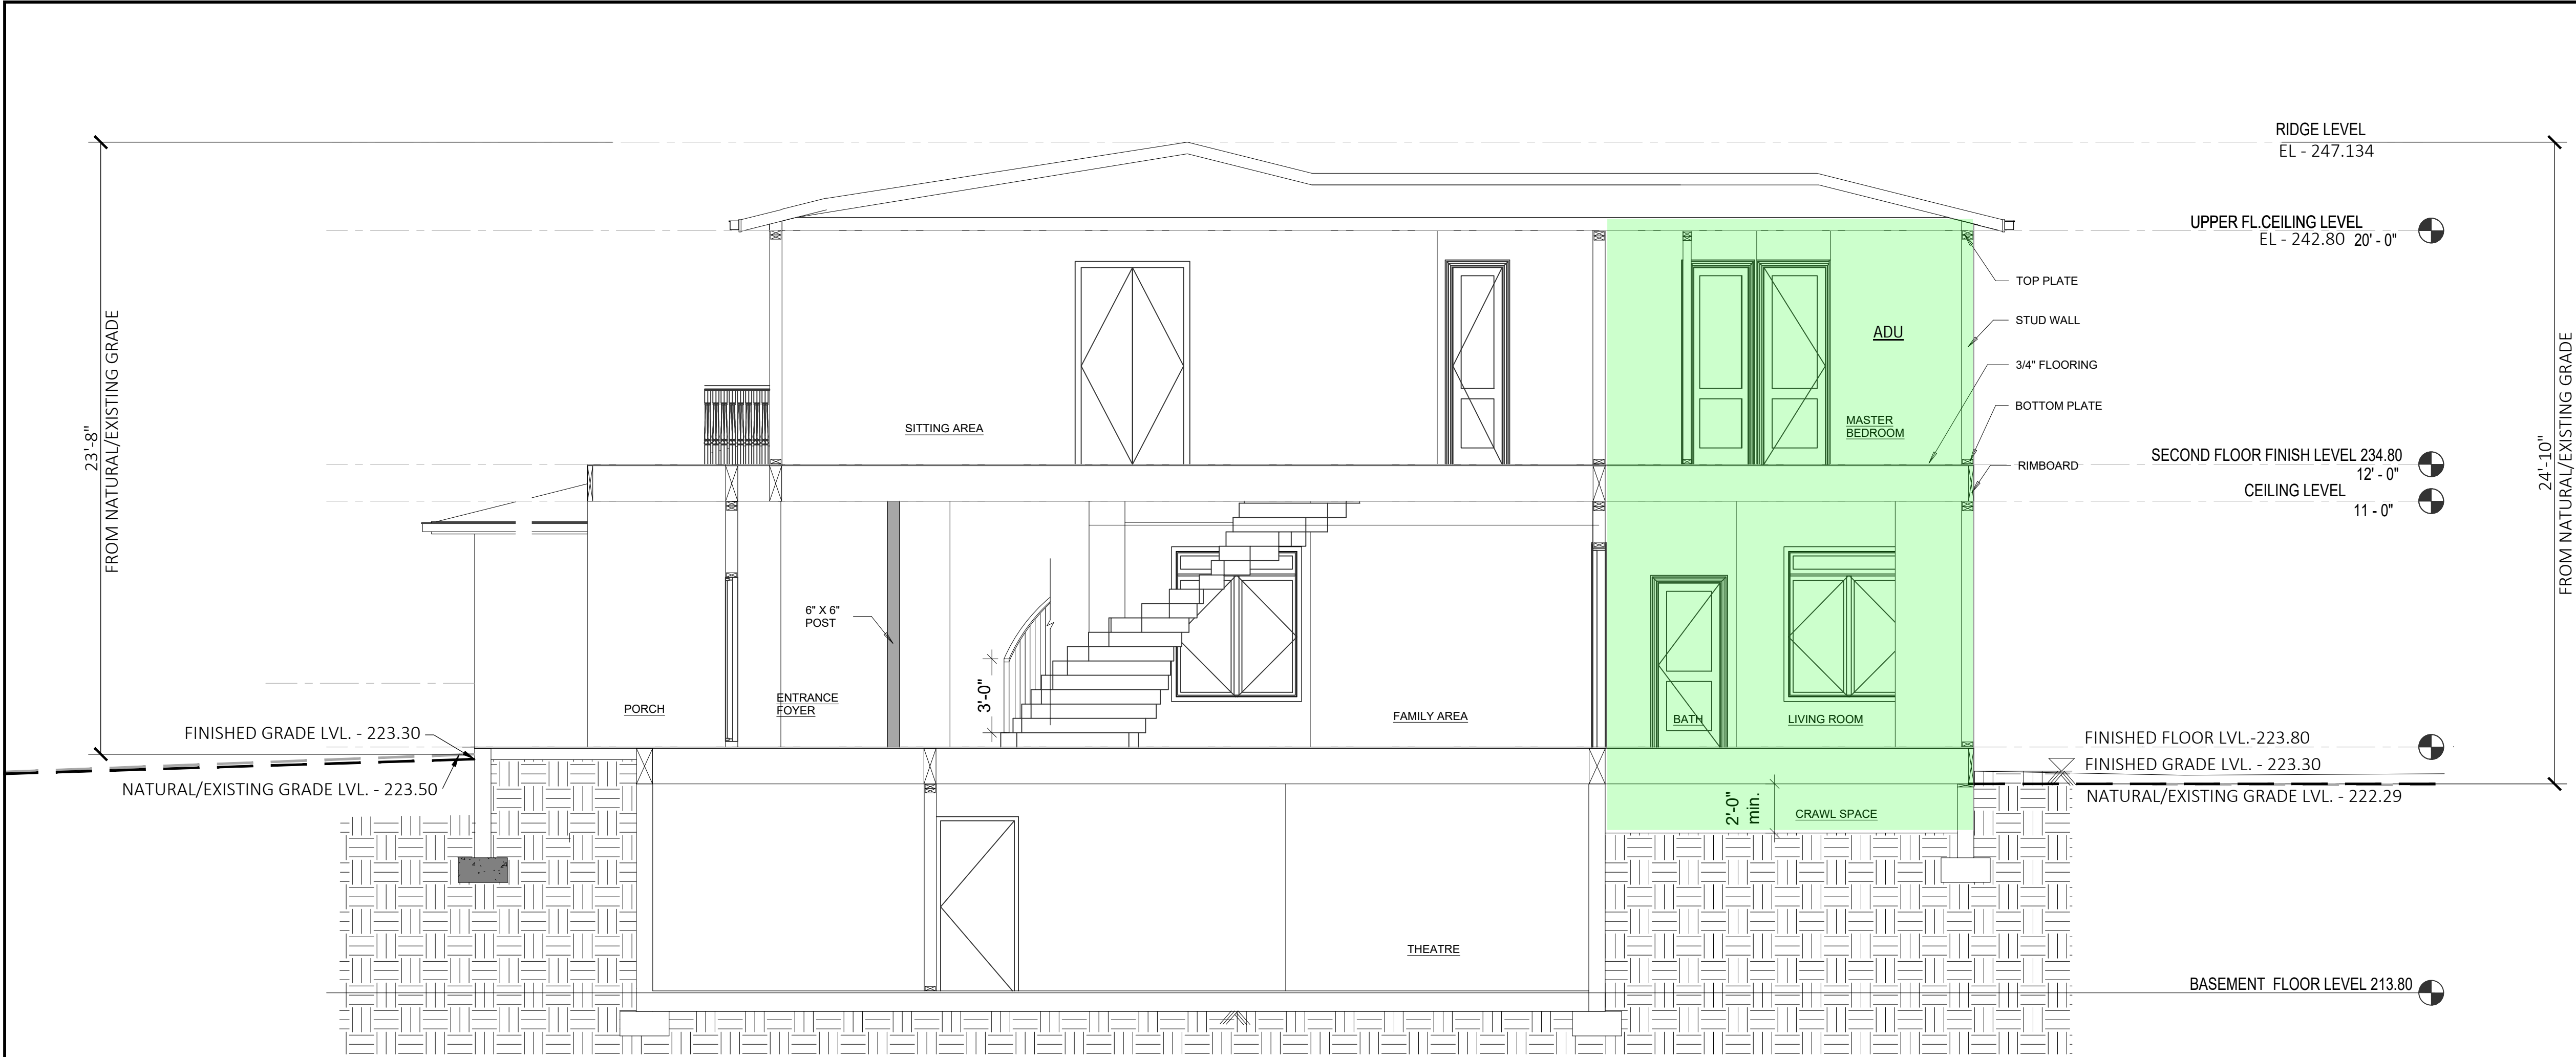 RIDGE LEVEL
EL - 247.134
UPPER FL.CEILING LEVEL
EL - 242.80 20' - 0"
TOP PLATE
STUD WALL
3/4" FLOORING
BOTTOM PLATE
RIMBOARD
SECOND FLOOR FINISH LEVEL 234.80
12' - 0"
CEILING LEVEL
11 - 0"
23'-8"
FROM NATURAL/EXISTING GRADE
24'-10"
FROM NATURAL/EXISTING GRADE
ADU
SITTING AREA
MASTER
BEDROOM
6" X 6"
POST
3'-0"
PORCH
ENTRANCE
FOYER
FAMILY AREA
BATH
LIVING ROOM
FINISHED GRADE LVL. - 223.30
NATURAL/EXISTING GRADE LVL. - 223.50
FINISHED FLOOR LVL.-223.80
FINISHED GRADE LVL. - 223.30
NATURAL/EXISTING GRADE LVL. - 222.29
2'-0"
min.
CRAWL SPACE
THEATRE
BASEMENT FLOOR LEVEL 213.80